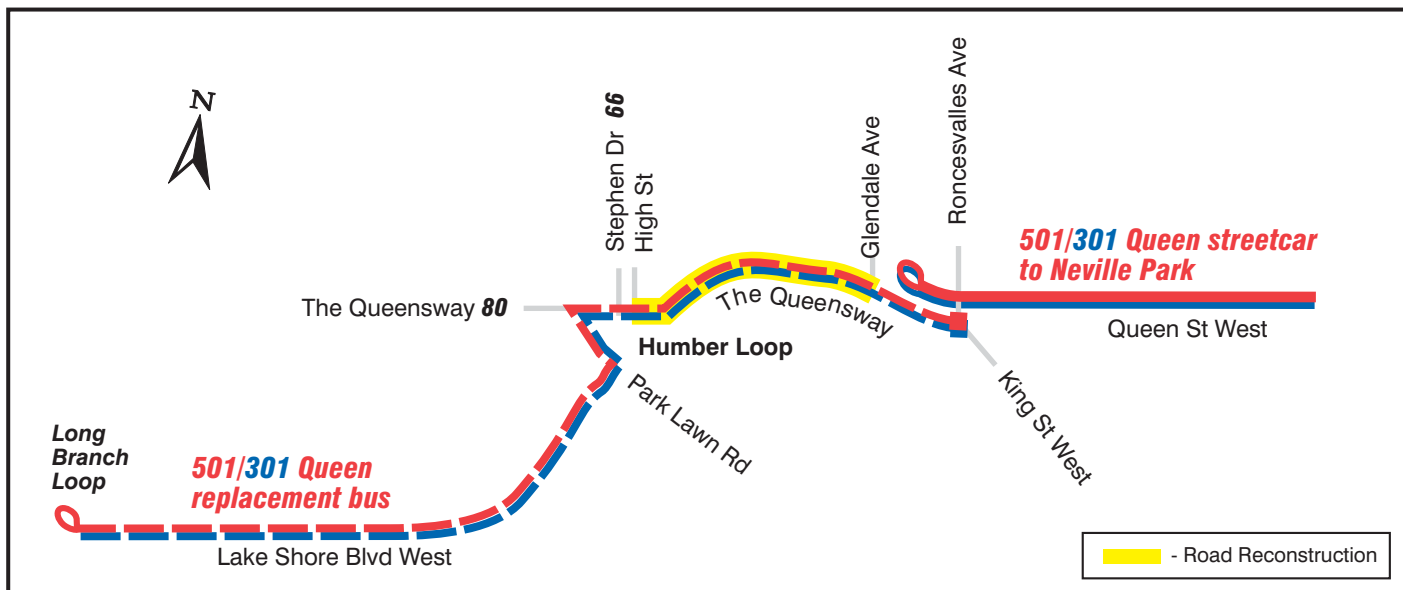 N
Stephen Dr 66
High St
Glendale Ave
Roncesvalles Ave
501/301 Queen streetcar
to Neville Park
The Queensway 80
The Queensway
Queen St West
Humber Loop
Park Lawn Rd
King St West
Long
Branch
Loop
501/301 Queen
replacement bus
Lake Shore Blvd West
- Road Reconstruction